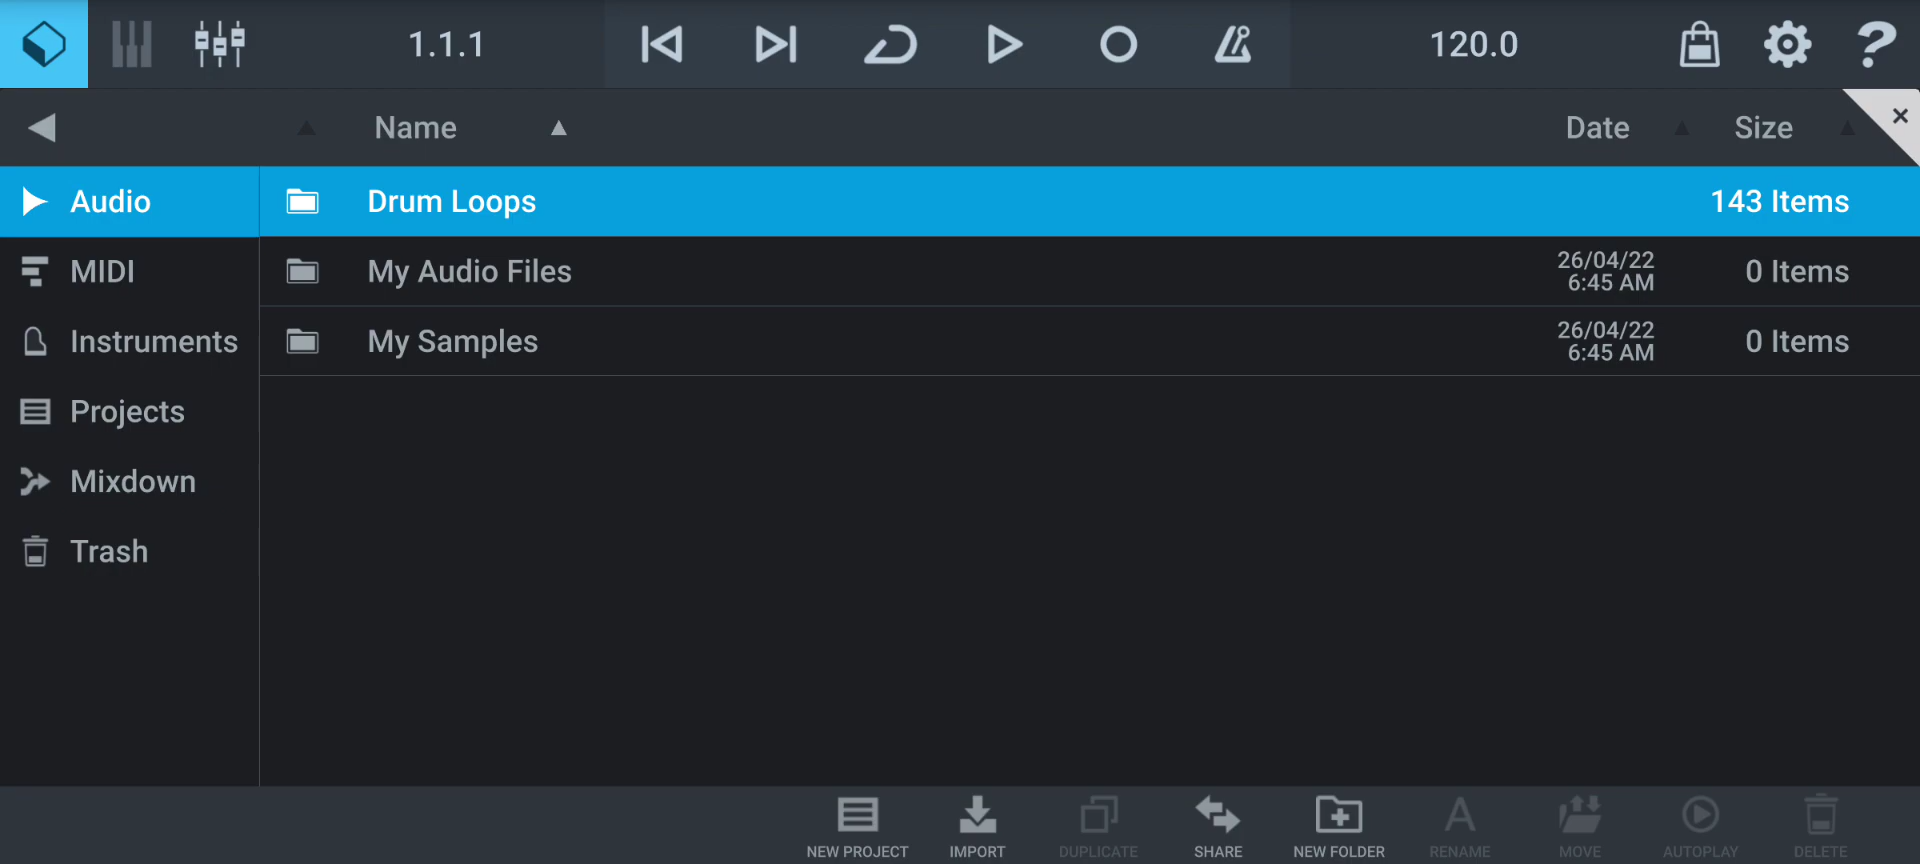 1.1.1
120.0
Name
Date
Size
Audio
Drum Loops
143 Items
MIDI
My Audio Files
26/04/22
6:45 AM
0 Items
Instruments
My Samples
26/04/22
6:45 AM
0 Items
Projects
Mixdown
Trash
NEW PROJECT
IMPORT
DUPLICATE
SHARE
NEW FOLDER
RENAME
MOVE
AUTOPLAY
DELETE